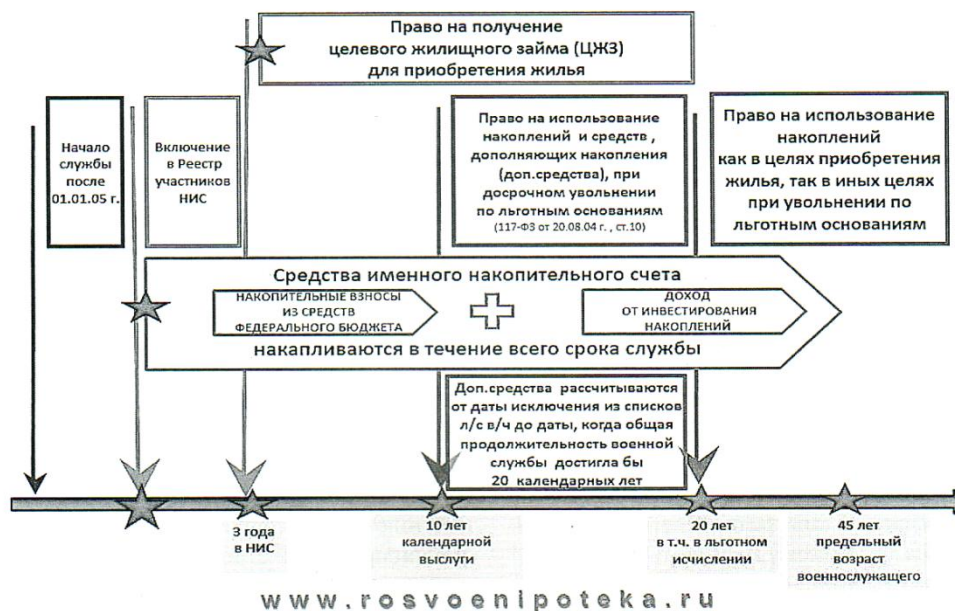 Право на получение
целевого жилищного займа (ЦЖЗ)
для приобретения жилья
Начало
службы
после
01.01.05 г.
Включение
в Реестр
участников
НИС
Право на использование
накоплений и средств ,
дополняющих накопления
(доп.средства), при
досрочном увольнении
по льготным основаниям
(117-ФЗ от 20.08.04 г. , ст.10)
Право на использование
накоплений
как в целях приобретения
жилья, так в иных целях
при увольнении по
льготным основаниям
Средства именного накопительного счета
НАКОПИТЕЛЬНЫЕ ВЗНОСЫ
ИЗ СРЕДСТВ
ФЕДЕРАЛЬНОГО БЮДЖЕТА
ДОХОД
ОТ ИНВЕСТИРОВАНИЯ
НАКОПЛЕНИЙ
накапливаются в течение всего срока службы
Доп.средства рассчитываются
от даты исключения из списков
л/с в/ч до даты, когда общая
продолжительность военной
службы достигла бы
20 календарных лет
3 года
в НИС
10 лет
календарной
выслуги
20 лет
в т.ч. в льготном
исчислении
45 лет
предельный
возраст
военнослужащего
www.rosvoenipoteka.ru